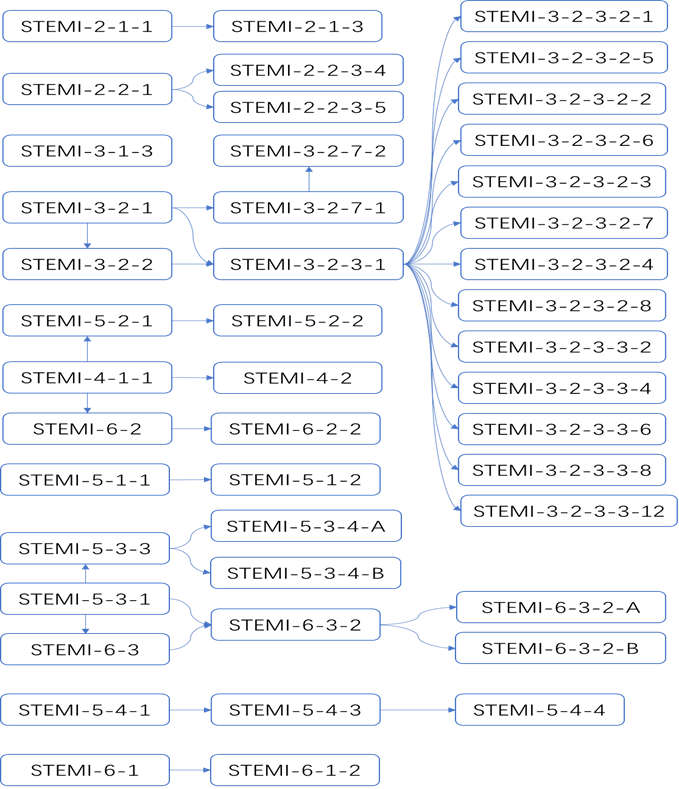 STEMI-2-1-1
STEMI-2-1-3
STEMI-3-2-3-2-1
STEMI-2-2-1
STEMI-2-2-3-4
STEMI-2-2-3-5
STEMI-3-2-3-2-5
STEMI-3-2-3-2-2
STEMI-3-1-3
STEMI-3-2-7-2
STEMI-3-2-3-2-6
STEMI-3-2-3-2-3
STEMI-3-2-1
STEMI-3-2-7-1
STEMI-3-2-3-2-7
STEMI-3-2-2
STEMI-3-2-3-1
STEMI-3-2-3-2-4
STEMI-3-2-3-2-8
STEMI-5-2-1
STEMI-5-2-2
STEMI-3-2-3-3-2
STEMI-4-1-1
STEMI-4-2
STEMI-3-2-3-3-4
STEMI-6-2
STEMI-6-2-2
STEMI-3-2-3-3-6
STEMI-5-1-1
STEMI-5-1-2
STEMI-3-2-3-3-8
STEMI-3-2-3-3-12
STEMI-5-3-3
STEMI-5-3-4-A
STEMI-5-3-4-B
STEMI-5-3-1
STEMI-6-3
STEMI-6-3-2
STEMI-6-3-2-A
STEMI-6-3-2-B
STEMI-5-4-1
STEMI-5-4-3
STEMI-5-4-4
STEMI-6-1
STEMI-6-1-2